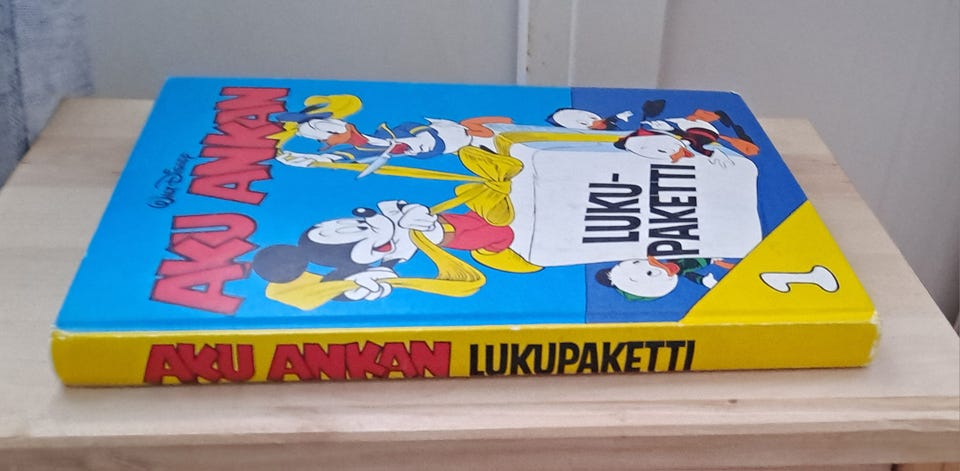 WALT DISNEY
AKU ANKAN
LUKU-
PAKETTI
1
AKU ANKAN LUKUPAKETTI